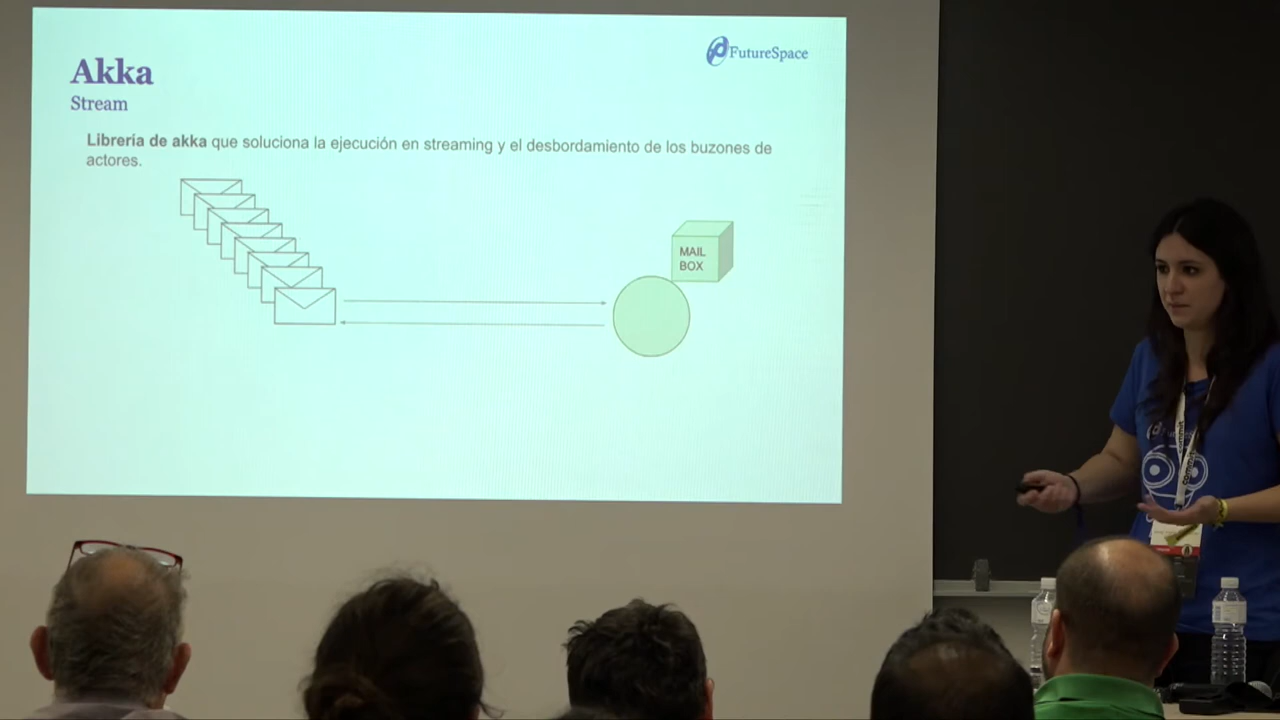 FutureSpace
Akka
Stream
Librería de akka que soluciona la ejecución en streaming y el desbordamiento de los buzones de
actores.
MAIL
BOX
commit